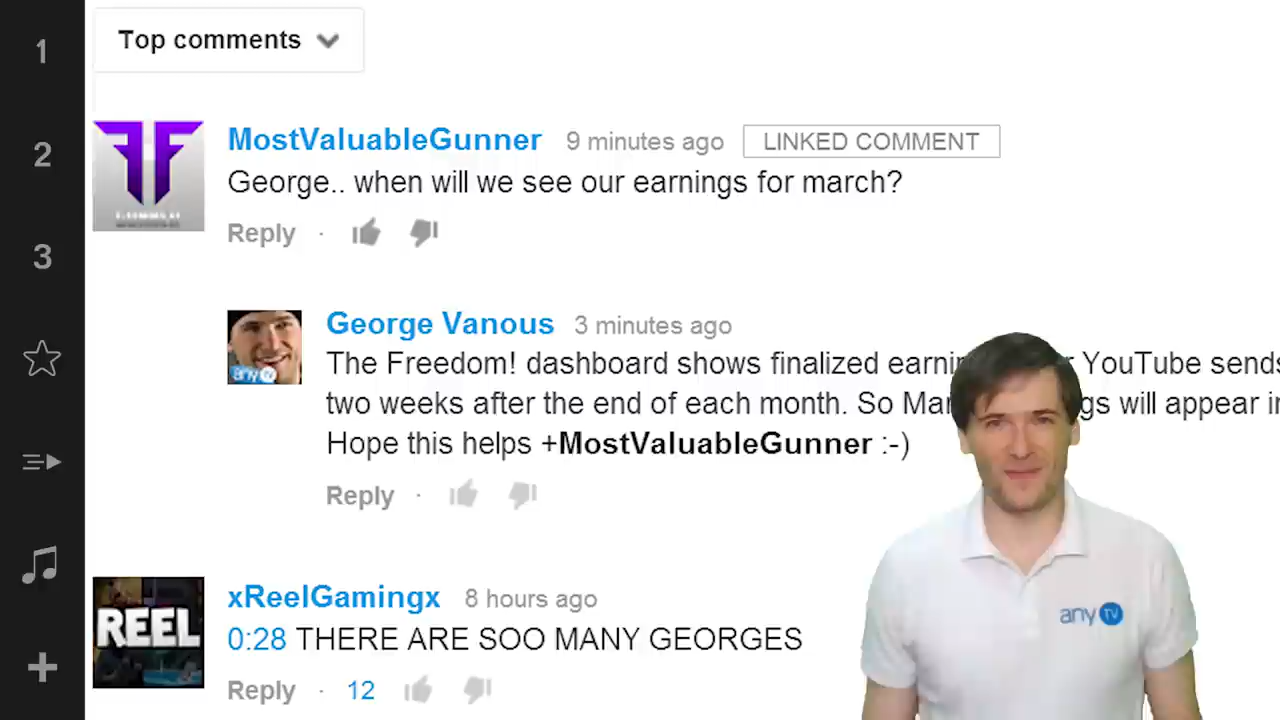 1
2
3
Top comments
MostValuableGunner 9 minutes ago LINKED COMMENT
George.. when will we see our earnings for march?
Reply ·
George Vanous 3 minutes ago
The Freedom! dashboard shows finalized YouTube sends
two weeks after the end of each month. So will appear
Hope this helps +MostValuableGunner :-)
Reply ·
any TV
xReelGamingx 8 hours ago
REEL
0:28 THERE ARE SOO MANY GEORGES
Reply · 12
any TV